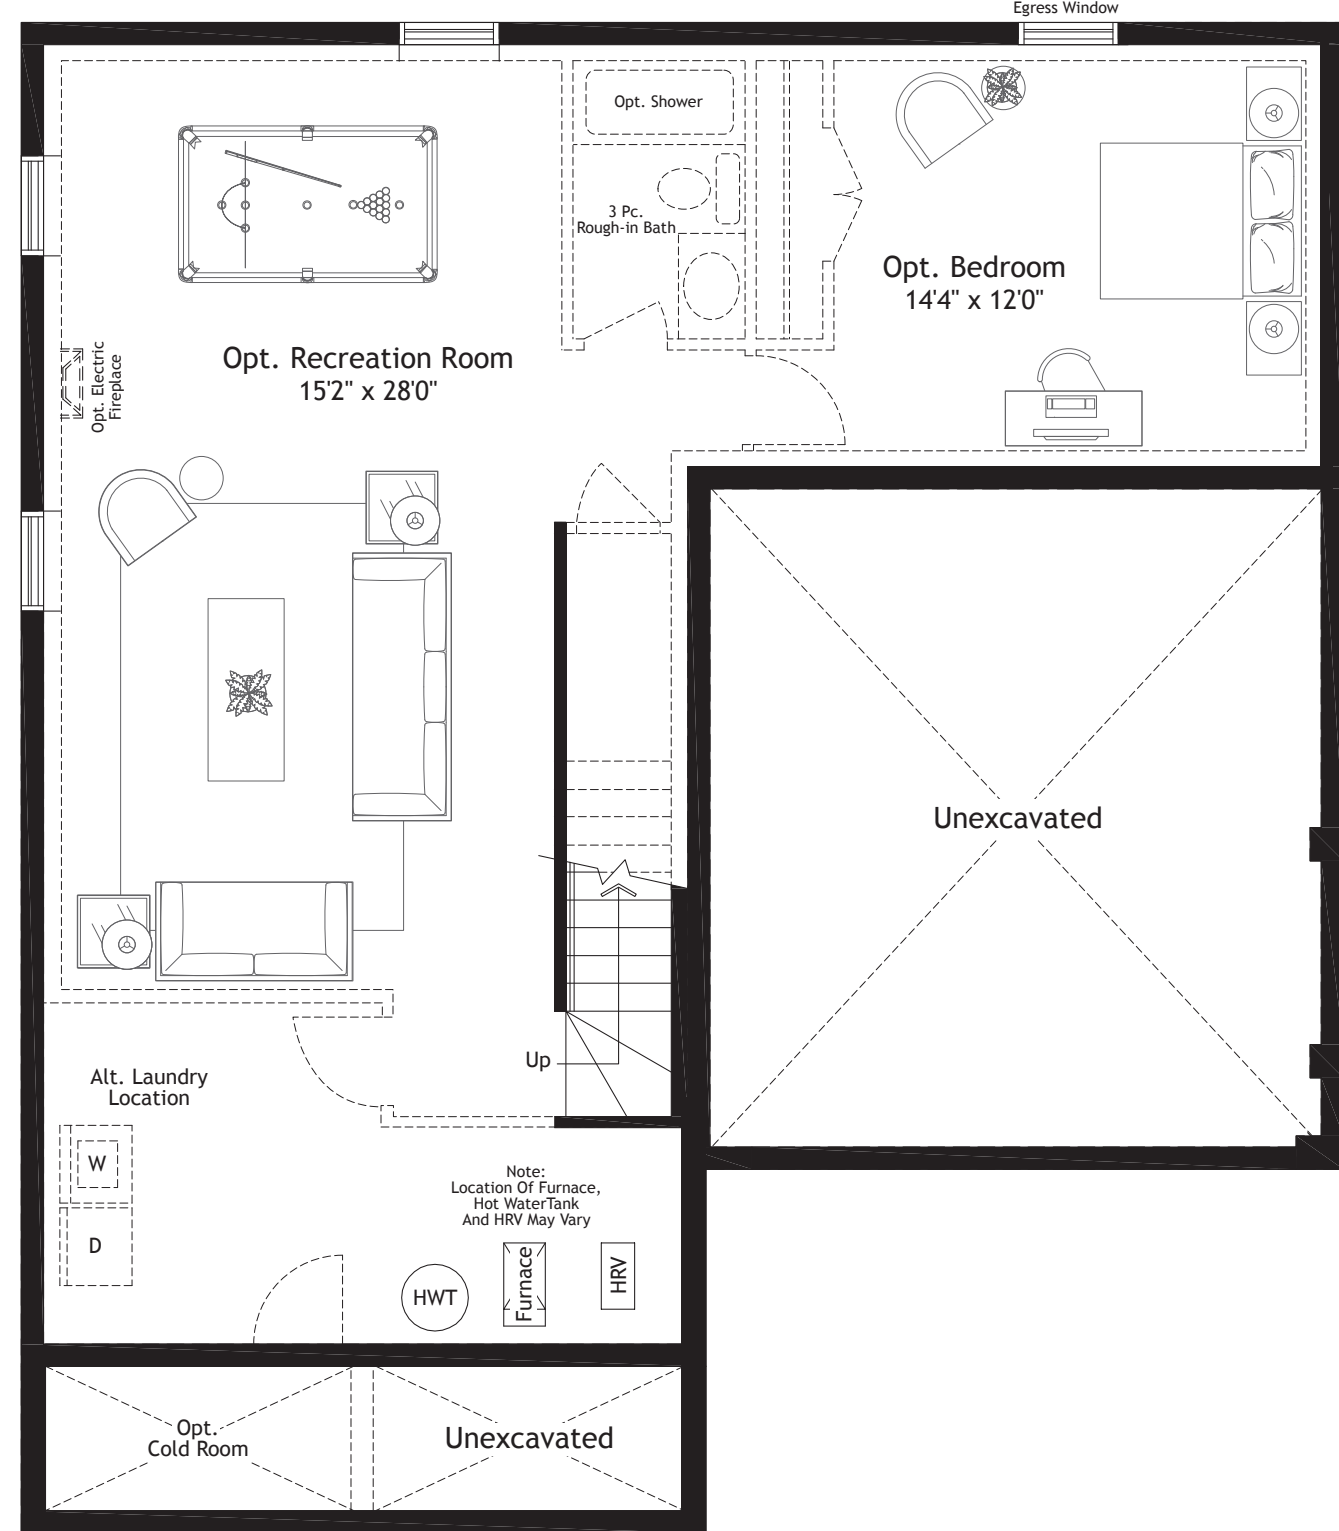 Egress Window
Opt. Shower
3 Pc.
Rough-in Bath
Opt. Bedroom
14'4" x 12'0"
Opt. Recreation Room
15'2" x 28'0"
Opt. Electric
Fireplace
Unexcavated
Up
Alt. Laundry
Location
W
D
Note:
Location Of Furnace,
Hot WaterTank
And HRV May Vary
HWT
Furnace
HRV
Opt.
Cold Room
Unexcavated